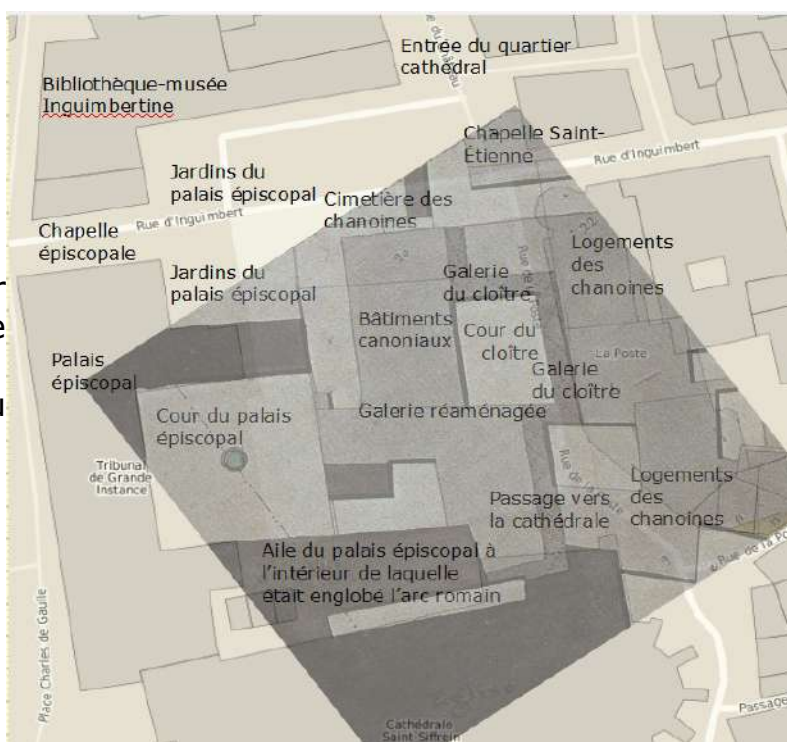 Entrée du quartier
cathédral
Bibliothèque-musée
Inguimbertine
Chapelle Saint-
Étienne
Rue d'Inguimbert
Jardins du
palais épiscopal
Cimetière des
chanoines
Rue d'Inguimbert
Chapelle
épiscopale
Logements
des
chanoines
Jardins du
palais épiscopal
Galerie
du cloître
Bâtiments
canoniaux
Cour du
cloître
La Poste
Palais
épiscopal
Galerie
du cloître
Cour du palais
épiscopal
Galerie réaménagée
Tribunal
de Grande
Instance
Passage vers
la cathédrale
Logements
des
chanoines
Aile du palais épiscopal à
l'intérieur de laquelle
était englobé l'arc romain
Rue de la Po
Place Charles de Gaulle
Passage
Cathédrale
Saint Siffrein